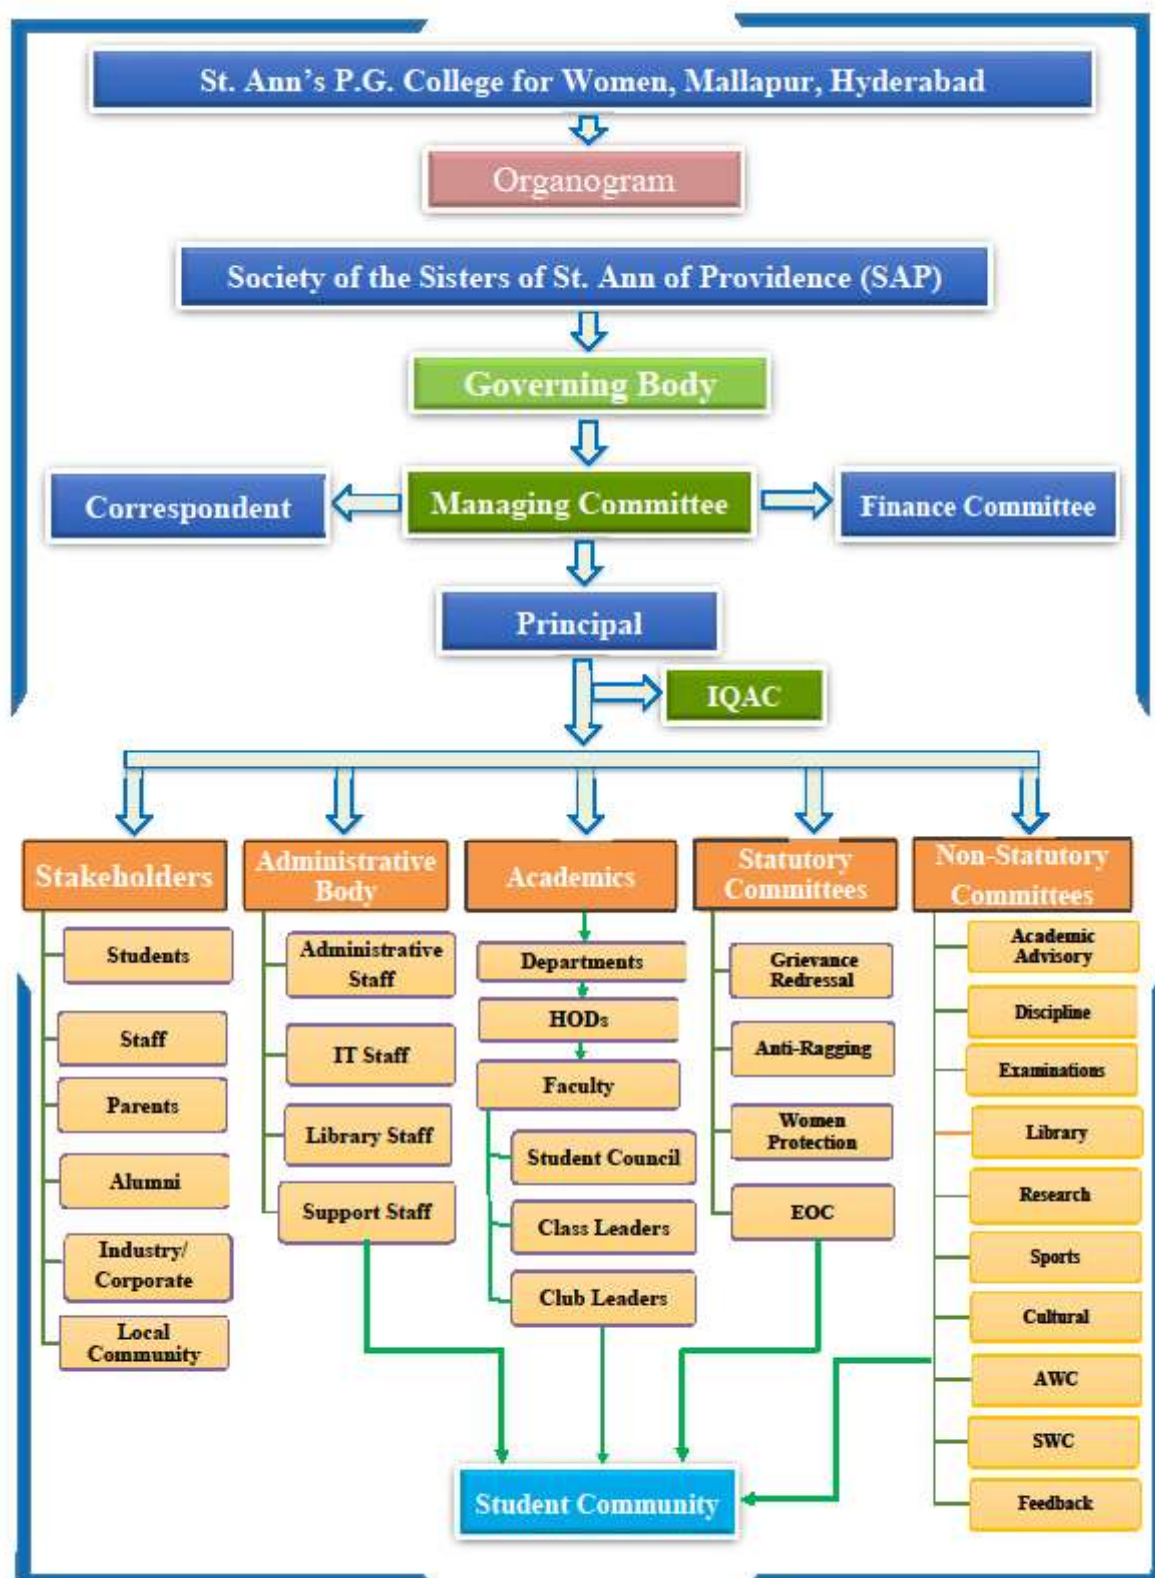 St. Ann’s P.G. College for Women, Mallapur, Hyderabad
Organogram
Society of the Sisters of St. Ann of Providence (SAP)
Governing Body
Correspondent
Managing Committee
Finance Committee
Principal
IQAC
Stakeholders
Students
Staff
Parents
Alumni
Industry/
Corporate
Local
Community
Administrative
Body
Administrative
Staff
IT Staff
Library Staff
Support Staff
Academics
Departments
HODs
Faculty
Student Council
Class Leaders
Club Leaders
Statutory
Committees
Grievance
Redressal
Anti-Ragging
Women
Protection
EOC
Non-Statutory
Committees
Academic
Advisory
Discipline
Examinations
Library
Research
Sports
Cultural
AWC
SWC
Feedback
Student Community